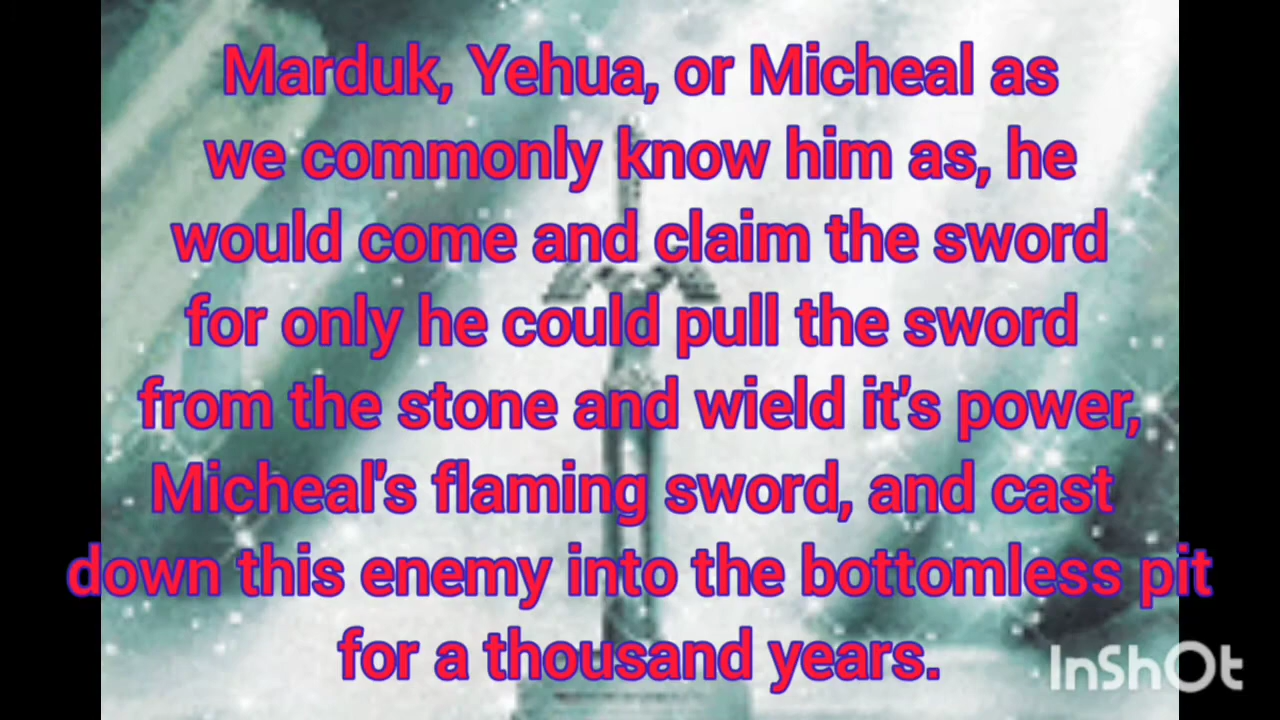 Marduk, Yehua, or Micheal as
we commonly know him as, he
would come and claim the sword
for only he could pull the sword
from the stone and wield it's power,
Micheal's flaming sword, and cast
down this enemy into the bottomless pit
for a thousand years.
InShOt